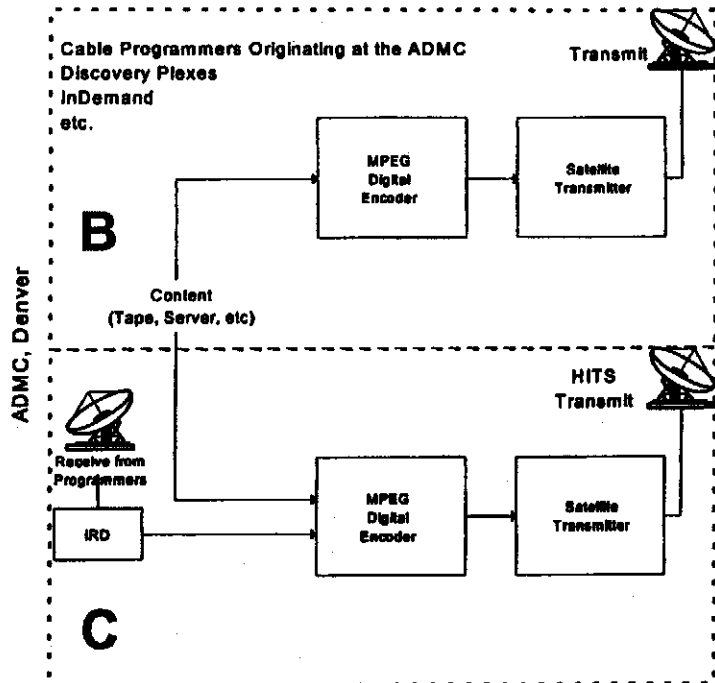 Cable Programmers Originating at the ADMC
Discovery Plexes
InDemand
etc.
Transmit
MPEG
Digital
Encoder
Satellite
Transmitter
B
Content
(Tape, Server, etc)
ADMC, Denver
HITS
Transmit
Receive from
Programmers
IRD
MPEG
Digital
Encoder
Satellite
Transmitter
C